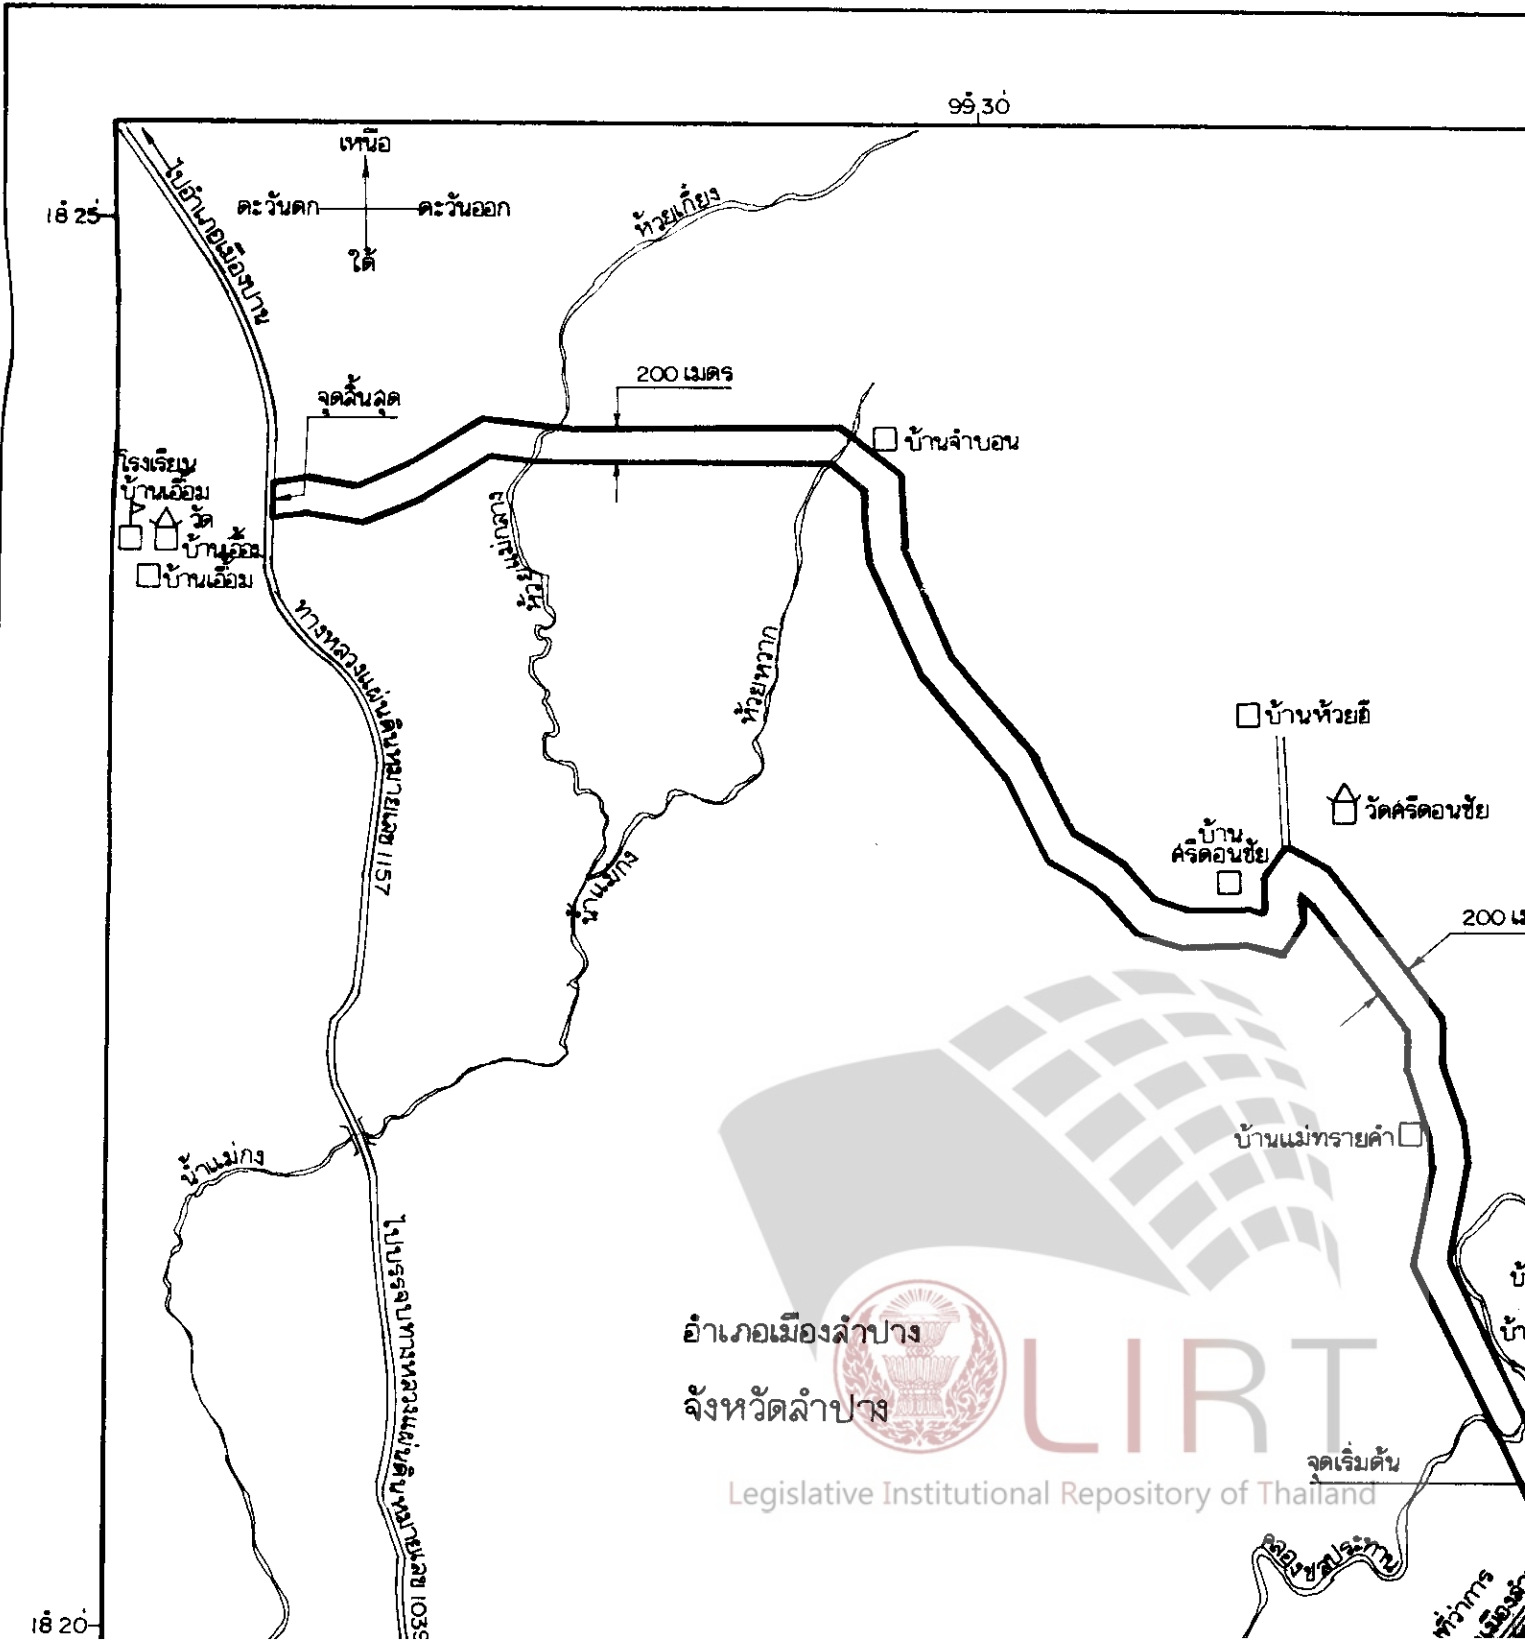 99° 30'
เหนือ
ตะวันตก
ตะวันออก
ใต้
18° 25'
ไปอำเภอเมืองปาน
ห้วยเกี๋ยง
200 เมตร
จุดสิ้นสุด
บ้านจำบอน
โรงเรียน
บ้านเอื้อม
วัด
บ้านเอื้อม
บ้านเอื้อม
ทางหลวงแผ่นดินหมายเลข 1157
ห้วยหวาก
บ้านห้วยฮี
วัดศรีดอนชัย
บ้าน
ศรีดอนชัย
น้ำแม่กง
200
บ้านแม่ทรายคำ
น้ำแม่กง
ไปบรรจบทางหลวงแผ่นดินหมายเลข 1039
อำเภอเมืองลำปาง
จังหวัดลำปาง
LIRT
Legislative Institutional Repository of Thailand
จุดเริ่มต้น
คลองชลประทาน
ที่ว่าการ
18° 20'